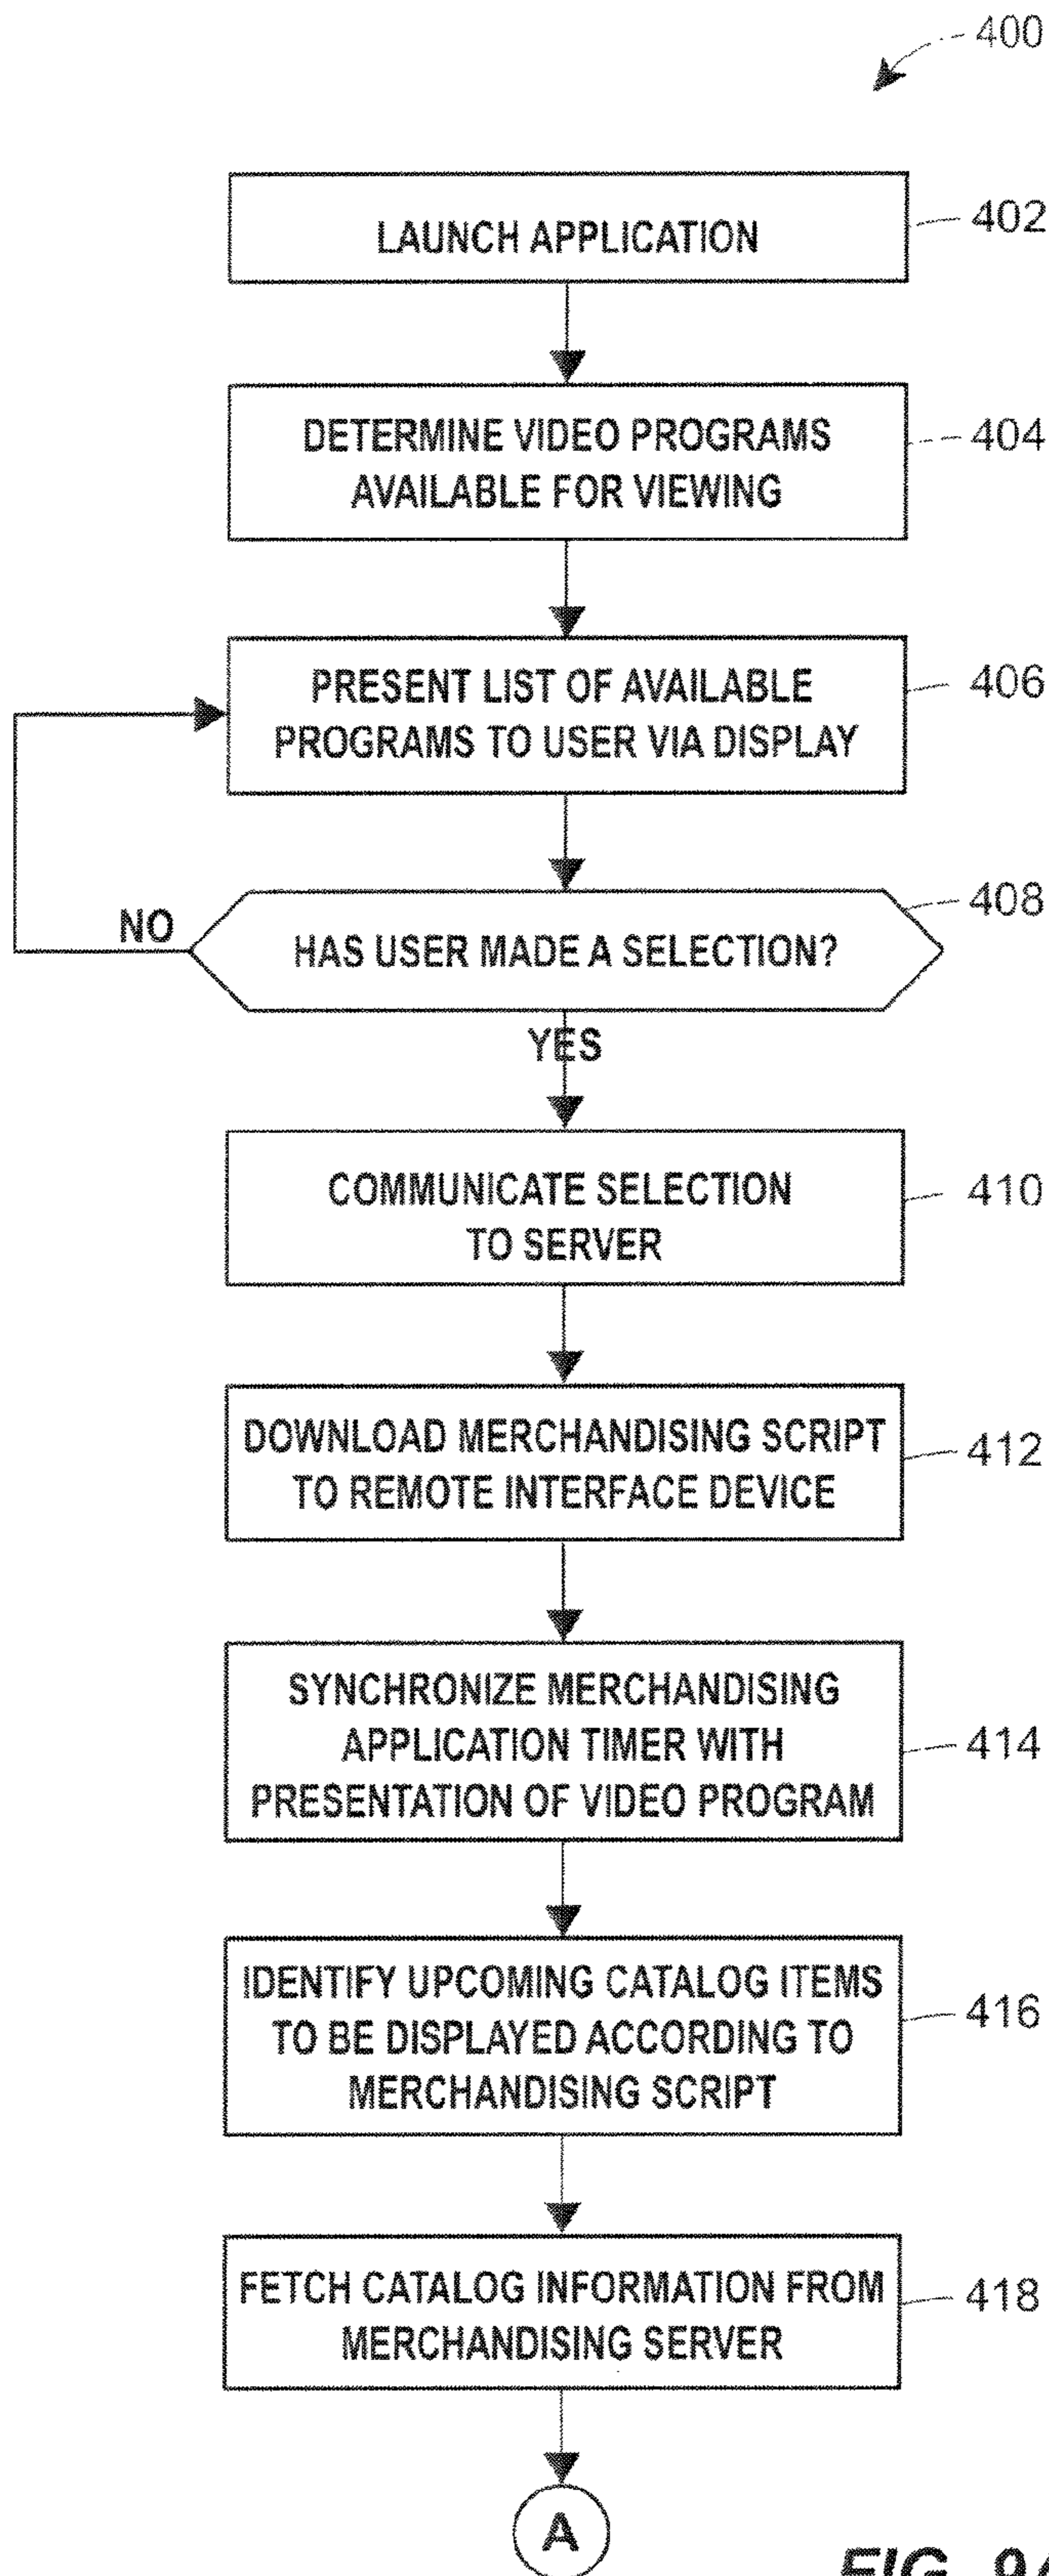 400
LAUNCH APPLICATION
402
DETERMINE VIDEO PROGRAMS
AVAILABLE FOR VIEWING
404
PRESENT LIST OF AVAILABLE
PROGRAMS TO USER VIA DISPLAY
406
NO
HAS USER MADE A SELECTION?
408
YES
COMMUNICATE SELECTION
TO SERVER
410
DOWNLOAD MERCHANDISING SCRIPT
TO REMOTE INTERFACE DEVICE
412
SYNCHRONIZE MERCHANDISING
APPLICATION TIMER WITH
PRESENTATION OF VIDEO PROGRAM
414
IDENTIFY UPCOMING CATALOG ITEMS
TO BE DISPLAYED ACCORDING TO
MERCHANDISING SCRIPT
416
FETCH CATALOG INFORMATION FROM
MERCHANDISING SERVER
418
A
FIG. 9A